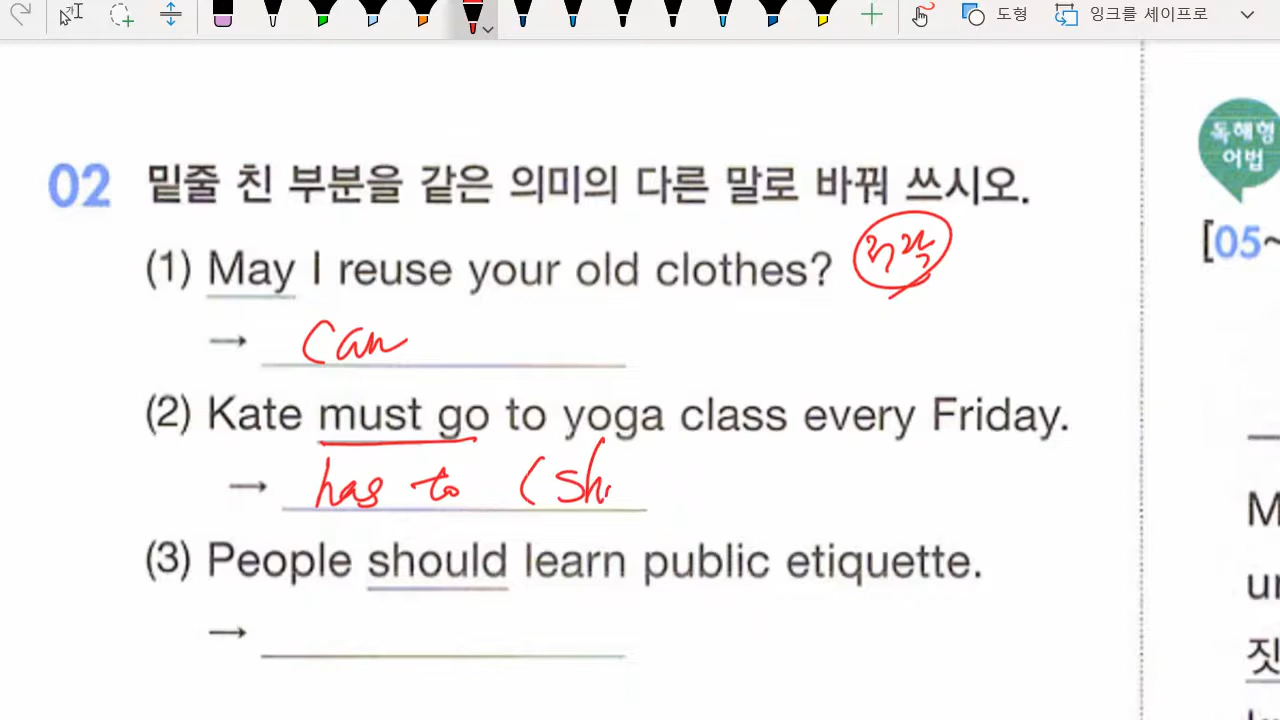 도형
잉크를 셰이프로
02 밑줄 친 부분을 같은 의미의 다른 말로 바꿔 쓰시오.
(1) May I reuse your old clothes?
→ can
(2) Kate must go to yoga class every Friday.
→ has to ( sh
(3) People should learn public etiquette.
→
독해형
어법
[05~
M
un
짓